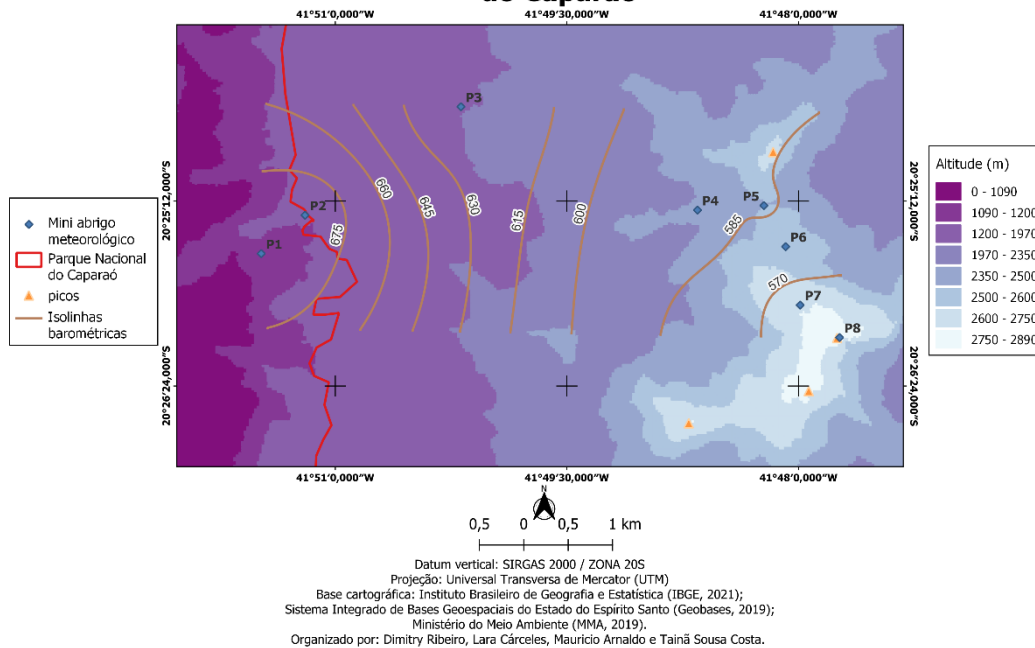 do Caparaó
41°51'0,000"W 41°49'30,000"W 41°48'0,000"W
20°25'12,000"S
20°26'24,000"S
Mini abrigo
meteorológico
Parque Nacional
do Caparaó
picos
Isolinhas
barométricas
P1
P2
P3
P4
P5
P6
P7
P8
675
660
645
630
615
600
585
570
20°25'12,000"S
20°26'24,000"S
Altitude (m)
0 - 1090
1090 - 1200
1200 - 1970
1970 - 2350
2350 - 2500
2500 - 2600
2600 - 2750
2750 - 2890
41°51'0,000"W 41°49'30,000"W 41°48'0,000"W
N
0,5 0 0,5 1 km
Datum vertical: SIRGAS 2000 / ZONA 20S
Projeção: Universal Transversa de Mercator (UTM)
Base cartográfica: Instituto Brasileiro de Geografia e Estatística (IBGE, 2021);
Sistema Integrado de Bases Geoespaciais do Estado do Espírito Santo (Geobases, 2019);
Ministério do Meio Ambiente (MMA, 2019).
Organizado por: Dimitry Ribeiro, Lara Cárceles, Mauricio Arnaldo e Tainã Sousa Costa.